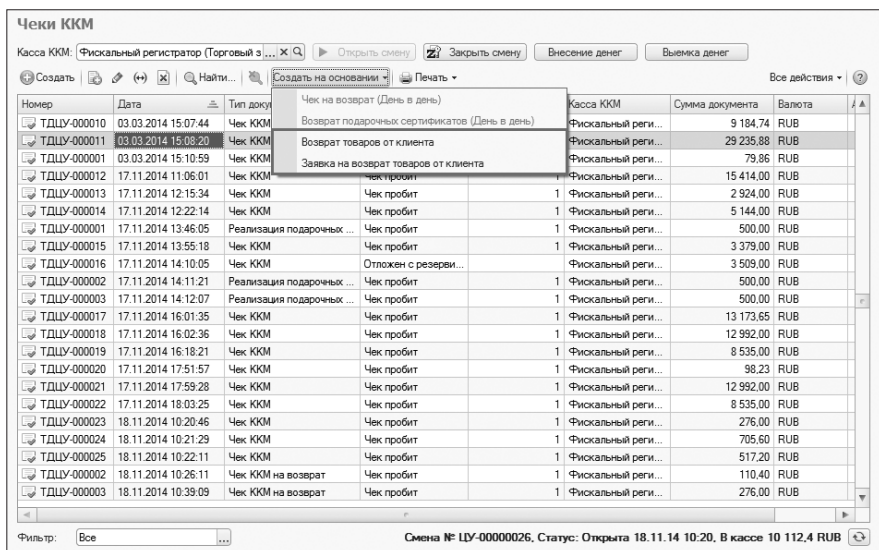 Чеки ККМ
Касса ККМ: Фискальный регистратор (Торговый з ... Открыть смену Закрыть смену Внесение денег Выемка денег
Создать Найти... Создать на основании Печать Все действия
Чек на возврат (День в день)
Возврат подарочных сертификатов (День в день)
Возврат товаров от клиента
Заявка на возврат товаров от клиента
Номер Дата Тип доку Касса ККМ Сумма документа Валюта
ТДЦУ-000010 03.03.2014 15:07:44 Чек ККМ Фискальный реги... 9 184,74 RUB
ТДЦУ-000011 03.03.2014 15:08:20 Чек ККМ Фискальный реги... 29 235,88 RUB
ТДЦУ-000001 03.03.2014 15:10:59 Чек ККМ Фискальный реги... 79,86 RUB
ТДЦУ-000012 17.11.2014 11:06:01 Чек ККМ Чек пробит 1 Фискальный реги... 15 414,00 RUB
ТДЦУ-000013 17.11.2014 12:15:34 Чек ККМ Чек пробит 1 Фискальный реги... 2 924,00 RUB
ТДЦУ-000014 17.11.2014 12:22:14 Чек ККМ Чек пробит 1 Фискальный реги... 5 144,00 RUB
ТДЦУ-000001 17.11.2014 13:46:05 Реализация подарочных ... Чек пробит 1 Фискальный реги... 500,00 RUB
ТДЦУ-000015 17.11.2014 13:55:18 Чек ККМ Чек пробит 1 Фискальный реги... 3 379,00 RUB
ТДЦУ-000016 17.11.2014 14:10:05 Чек ККМ Отложен с резерви... Фискальный реги... 3 509,00 RUB
ТДЦУ-000002 17.11.2014 14:11:21 Реализация подарочных ... Чек пробит 1 Фискальный реги... 500,00 RUB
ТДЦУ-000003 17.11.2014 14:12:07 Реализация подарочных ... Чек пробит 1 Фискальный реги... 500,00 RUB
ТДЦУ-000017 17.11.2014 16:01:35 Чек ККМ Чек пробит 1 Фискальный реги... 13 173,65 RUB
ТДЦУ-000018 17.11.2014 16:02:36 Чек ККМ Чек пробит 1 Фискальный реги... 12 992,00 RUB
ТДЦУ-000019 17.11.2014 16:18:21 Чек ККМ Чек пробит 1 Фискальный реги... 8 535,00 RUB
ТДЦУ-000020 17.11.2014 17:51:57 Чек ККМ Чек пробит 1 Фискальный реги... 98,23 RUB
ТДЦУ-000021 17.11.2014 17:59:28 Чек ККМ Чек пробит 1 Фискальный реги... 12 992,00 RUB
ТДЦУ-000022 17.11.2014 18:03:25 Чек ККМ Чек пробит 1 Фискальный реги... 8 535,00 RUB
ТДЦУ-000023 18.11.2014 10:20:46 Чек ККМ Чек пробит 1 Фискальный реги... 276,00 RUB
ТДЦУ-000024 18.11.2014 10:21:29 Чек ККМ Чек пробит 1 Фискальный реги... 705,60 RUB
ТДЦУ-000025 18.11.2014 10:22:11 Чек ККМ Чек пробит 1 Фискальный реги... 517,20 RUB
ТДЦУ-000002 18.11.2014 10:26:11 Чек ККМ на возврат Чек пробит 1 Фискальный реги... 110,40 RUB
ТДЦУ-000003 18.11.2014 10:39:09 Чек ККМ на возврат Чек пробит 1 Фискальный реги... 276,00 RUB
Фильтр: Все ... Смена № ЦУ-00000026, Статус: Открыта 18.11.14 10:20, В кассе 10 112,4 RUB